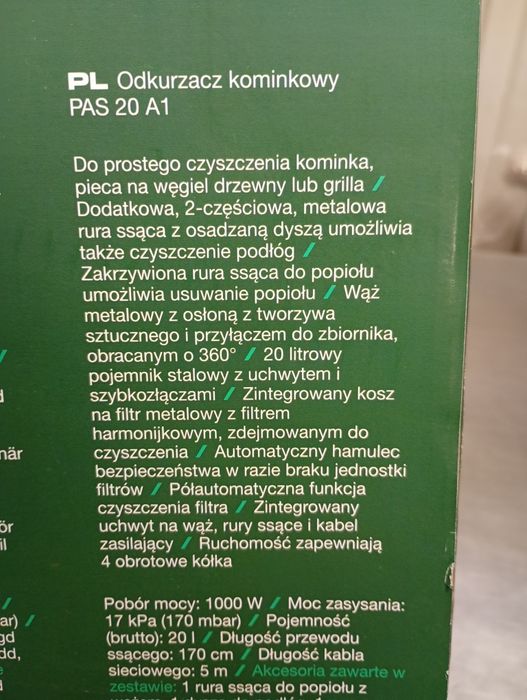 PL Odkurzacz kominkowy
PAS 20 A1
Do prostego czyszczenia kominka,
pieca na węgiel drzewny lub grilla /
Dodatkowa, 2-częściowa, metalowa
rura ssąca z osadzaną dyszą umożliwia
także czyszczenie podłóg /
Zakrzywiona rura ssąca do popiołu
umożliwia usuwanie popiołu / Wąż
metalowy z osłoną z tworzywa
sztucznego i przyłączem do zbiornika,
obracanym o 360° / 20 litrowy
pojemnik stalowy z uchwytem i
szybkozłączami / Zintegrowany kosz
na filtr metalowy z filtrem
harmonijkowym, zdejmowanym do
czyszczenia / Automatyczny hamulec
bezpieczeństwa w razie braku jednostki
filtrów / Półautomatyczna funkcja
czyszczenia filtra / Zintegrowany
uchwyt na wąż, rury ssące i kabel
zasilający / Ruchomość zapewniają
4 obrotowe kółka
Pobór mocy: 1000 W / Moc zasysania:
17 kPa (170 mbar) / Pojemność
(brutto): 20 l / Długość przewodu
ssącego: 170 cm / Długość kabla
sieciowego: 5 m / Akcesoria zawarte w
zestawie: 1 rura ssąca do popiołu z